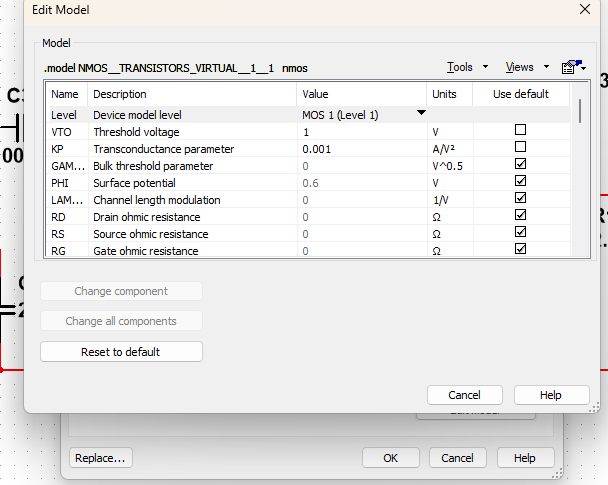 Edit Model
Model
.model NMOS__TRANSISTORS_VIRTUAL__1__1 nmos
Tools Views
Name Description Value Units Use default
Level Device model level MOS 1 (Level 1)
VTO Threshold voltage 1 V
KP Transconductance parameter 0.001 A/V²
GAM... Bulk threshold parameter 0 V^0.5
PHI Surface potential 0.6 V
LAM... Channel length modulation 0 1/V
RD Drain ohmic resistance 0 Ω
RS Source ohmic resistance 0 Ω
RG Gate ohmic resistance 0 Ω
Change component
Change all components
Reset to default
Cancel Help
Replace... OK Cancel Help